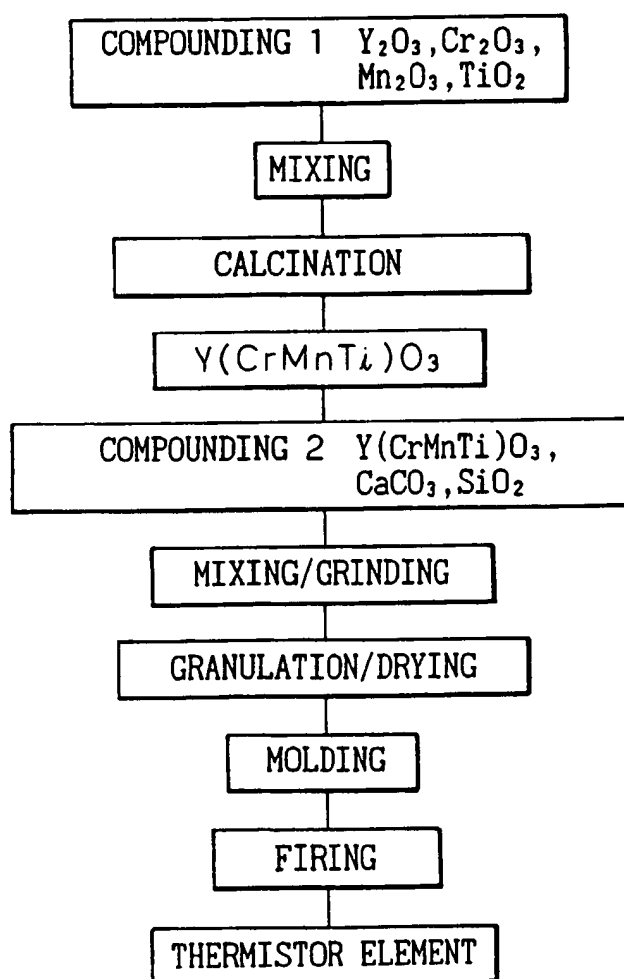 COMPOUNDING 1 Y₂O₃,Cr₂O₃,
Mn₂O₃,TiO₂
MIXING
CALCINATION
Y(CrMnTi)O₃
COMPOUNDING 2 Y(CrMnTi)O₃,
CaCO₃,SiO₂
MIXING/GRINDING
GRANULATION/DRYING
MOLDING
FIRING
THERMISTOR ELEMENT